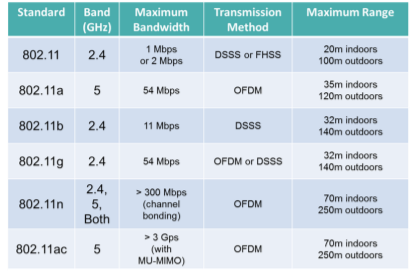 Standard Band (GHz) Maximum Bandwidth Transmission Method Maximum Range
802.11 2.4 1 Mbps or 2 Mbps DSSS or FHSS 20m indoors 100m outdoors
802.11a 5 54 Mbps OFDM 35m indoors 120m outdoors
802.11b 2.4 11 Mbps DSSS 32m indoors 140m outdoors
802.11g 2.4 54 Mbps OFDM or DSSS 32m indoors 140m outdoors
802.11n 2.4, 5, Both > 300 Mbps (channel bonding) OFDM 70m indoors 250m outdoors
802.11ac 5 > 3 Gps (with MU-MIMO) OFDM 70m indoors 250m outdoors